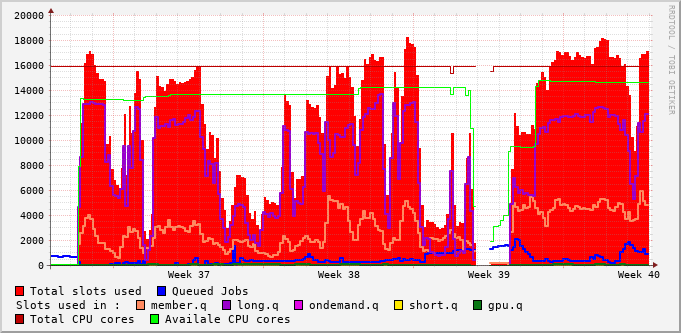 20000
18000
16000
14000
12000
10000
8000
6000
4000
2000
0
Week 37 Week 38 Week 39 Week 40
RRDTOOL / TOBI OETIKER
Total slots used Queued Jobs
Slots used in : member.q long.q ondemand.q short.q gpu.q
Total CPU cores Availale CPU cores